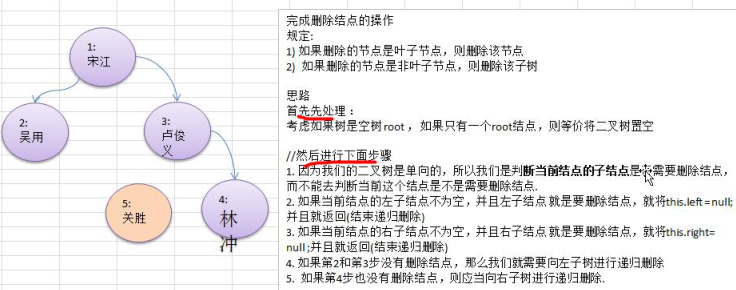 1:
宋江
2:
吴用
3:
卢俊
义
5:
关胜
4:
林
冲
完成删除结点的操作
规定:
1) 如果删除的节点是叶子节点，则删除该节点
2) 如果删除的节点是非叶子节点，则删除该子树
思路
首先先处理：
考虑如果树是空树root，如果只有一个root结点，则等价将二叉树置空
//然后进行下面步骤
1. 因为我们的二叉树是单向的，所以我们是判断当前结点的子结点是否需要删除结点，
而不能去判断当前这个结点是不是需要删除结点.
2. 如果当前结点的左子结点不为空，并且左子结点 就是要删除结点，就将this.left = null;
并且就返回(结束递归删除)
3. 如果当前结点的右子结点不为空，并且右子结点 就是要删除结点，就将this.right=
null ;并且就返回(结束递归删除)
4. 如果第2和第3步没有删除结点，那么我们就需要向左子树进行递归删除
5. 如果第4步也没有删除结点，则应当向右子树进行递归删除.